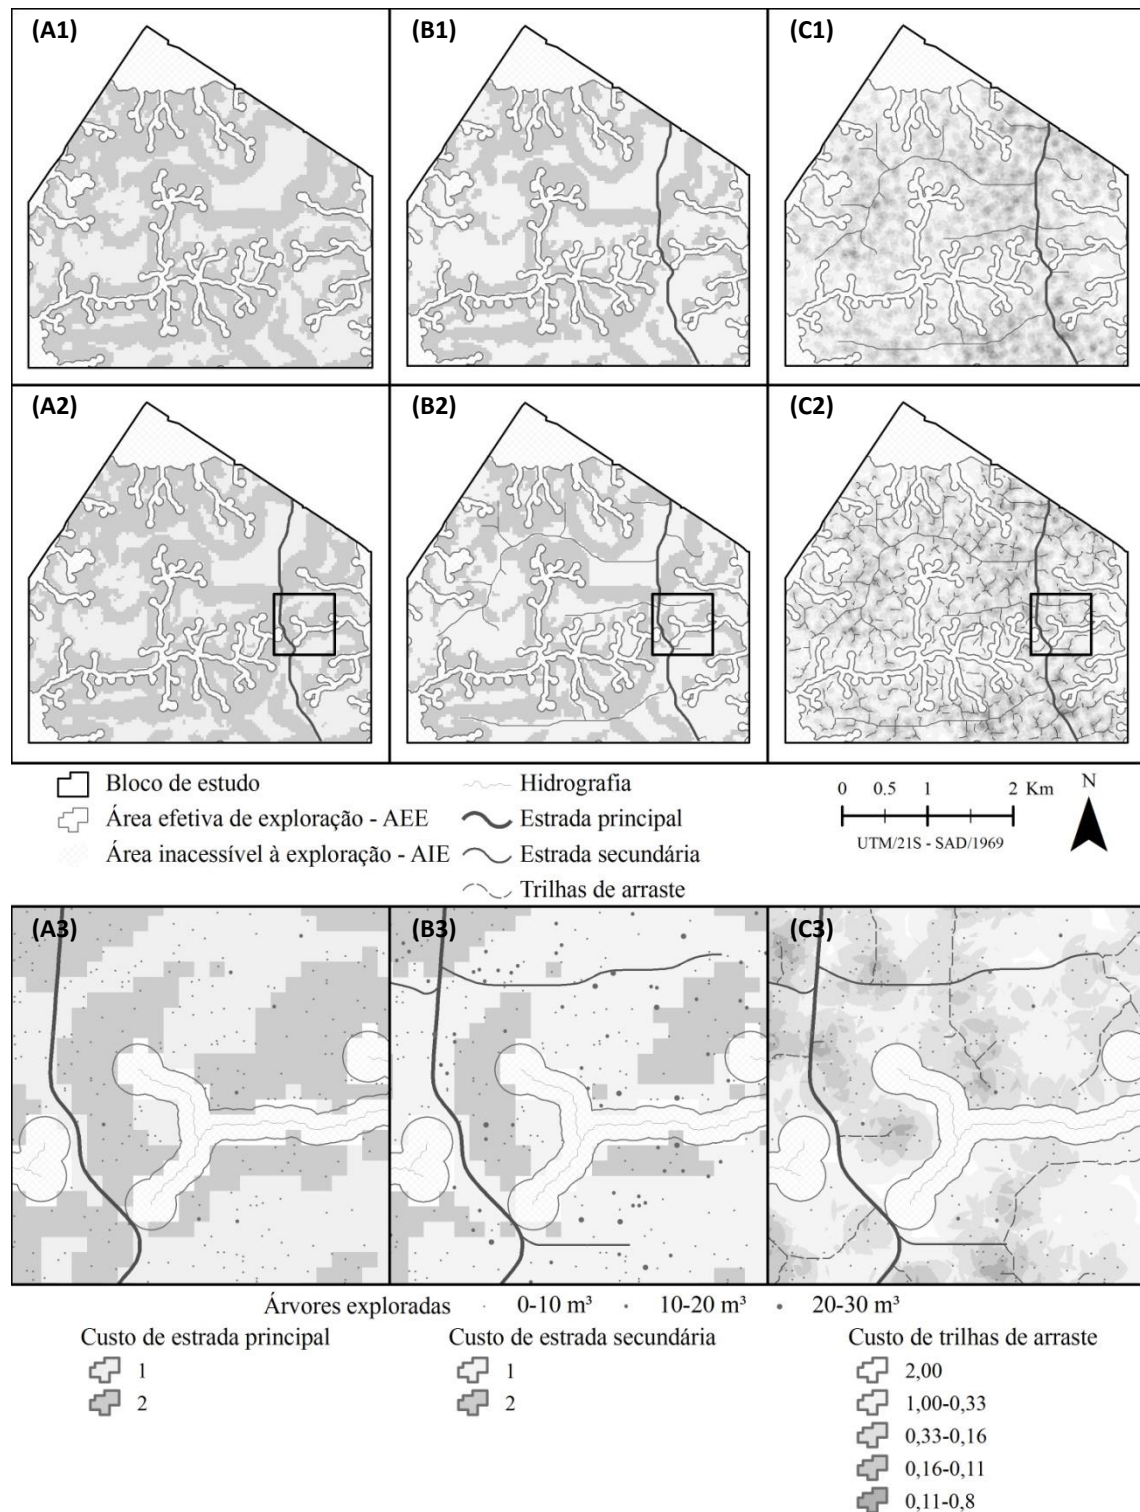 (A1) (B1) (C1)
(A2) (B2) (C2)
Bloco de estudo
Área efetiva de exploração - AEE
Área inacessível à exploração - AIE
Hidrografia
Estrada principal
Estrada secundária
Trilhas de arraste
0 0.5 1 2 Km
UTM/21S - SAD/1969
N
(A3) (B3) (C3)
Árvores exploradas 0-10 m³ 10-20 m³ 20-30 m³
Custo de estrada principal
1
2
Custo de estrada secundária
1
2
Custo de trilhas de arraste
2,00
1,00-0,33
0,33-0,16
0,16-0,11
0,11-0,8